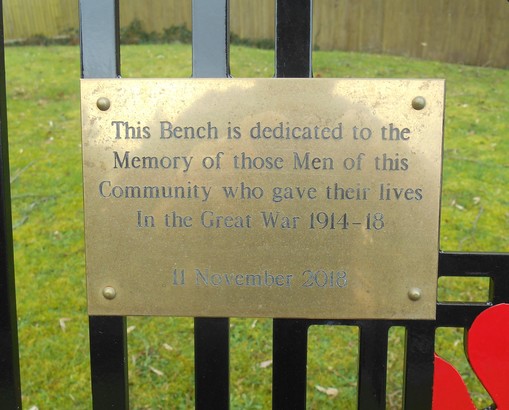 This Bench is dedicated to the
Memory of those Men of this
Community who gave their lives
In the Great War 1914-18
11 November 2018